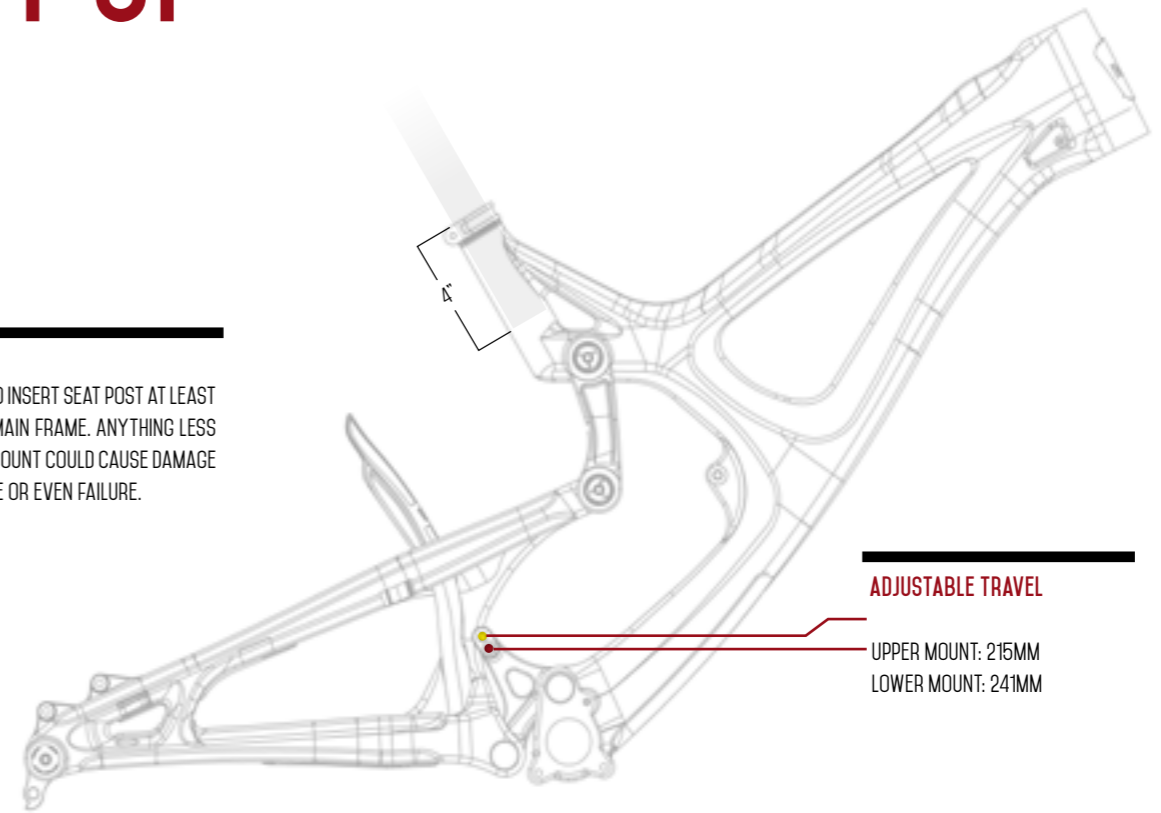 4"
INSERT SEAT POST AT LEAST
MAIN FRAME. ANYTHING LESS
COULD CAUSE DAMAGE
OR EVEN FAILURE.
ADJUSTABLE TRAVEL
UPPER MOUNT: 215MM
LOWER MOUNT: 241MM